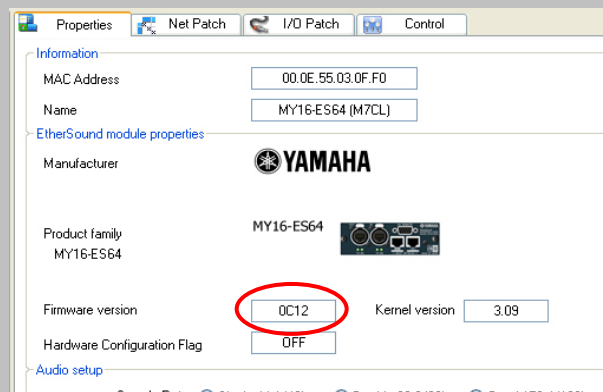 Properties Net Patch I/O Patch Control
Information
MAC Address 00.0E.55.03.0F.F0
Name MY16-ES64 (M7CL)
EtherSound module properties
Manufacturer YAMAHA
Product family MY16-ES64
MY16-ES64
Firmware version 0C12 Kernel version 3.09
Hardware Configuration Flag OFF
Audio setup